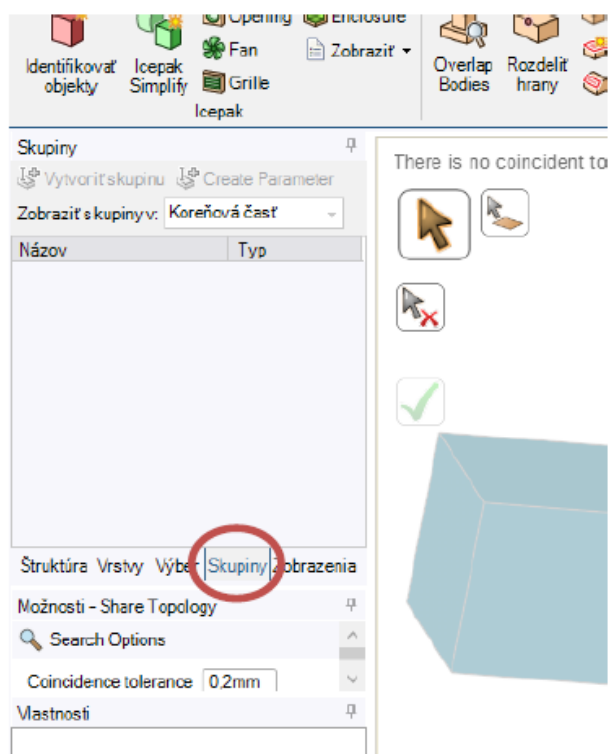 Opening Enclosure
Identifikovať objekty
Icepak Simplify
Fan
Zobraziť
Grille
Overlap Bodies
Rozdeliť hrany
Icepak
Skupiny
Vytvoriť skupinu Create Parameter
Zobraziť skupiny v: Koreňová časť
Názov Typ
There is no coincident to
Štruktúra Vrstvy Výber Skupiny Zobrazenia
Možnosti - Share Topology
Search Options
Coincidence tolerance 0,2mm
Vlastnosti